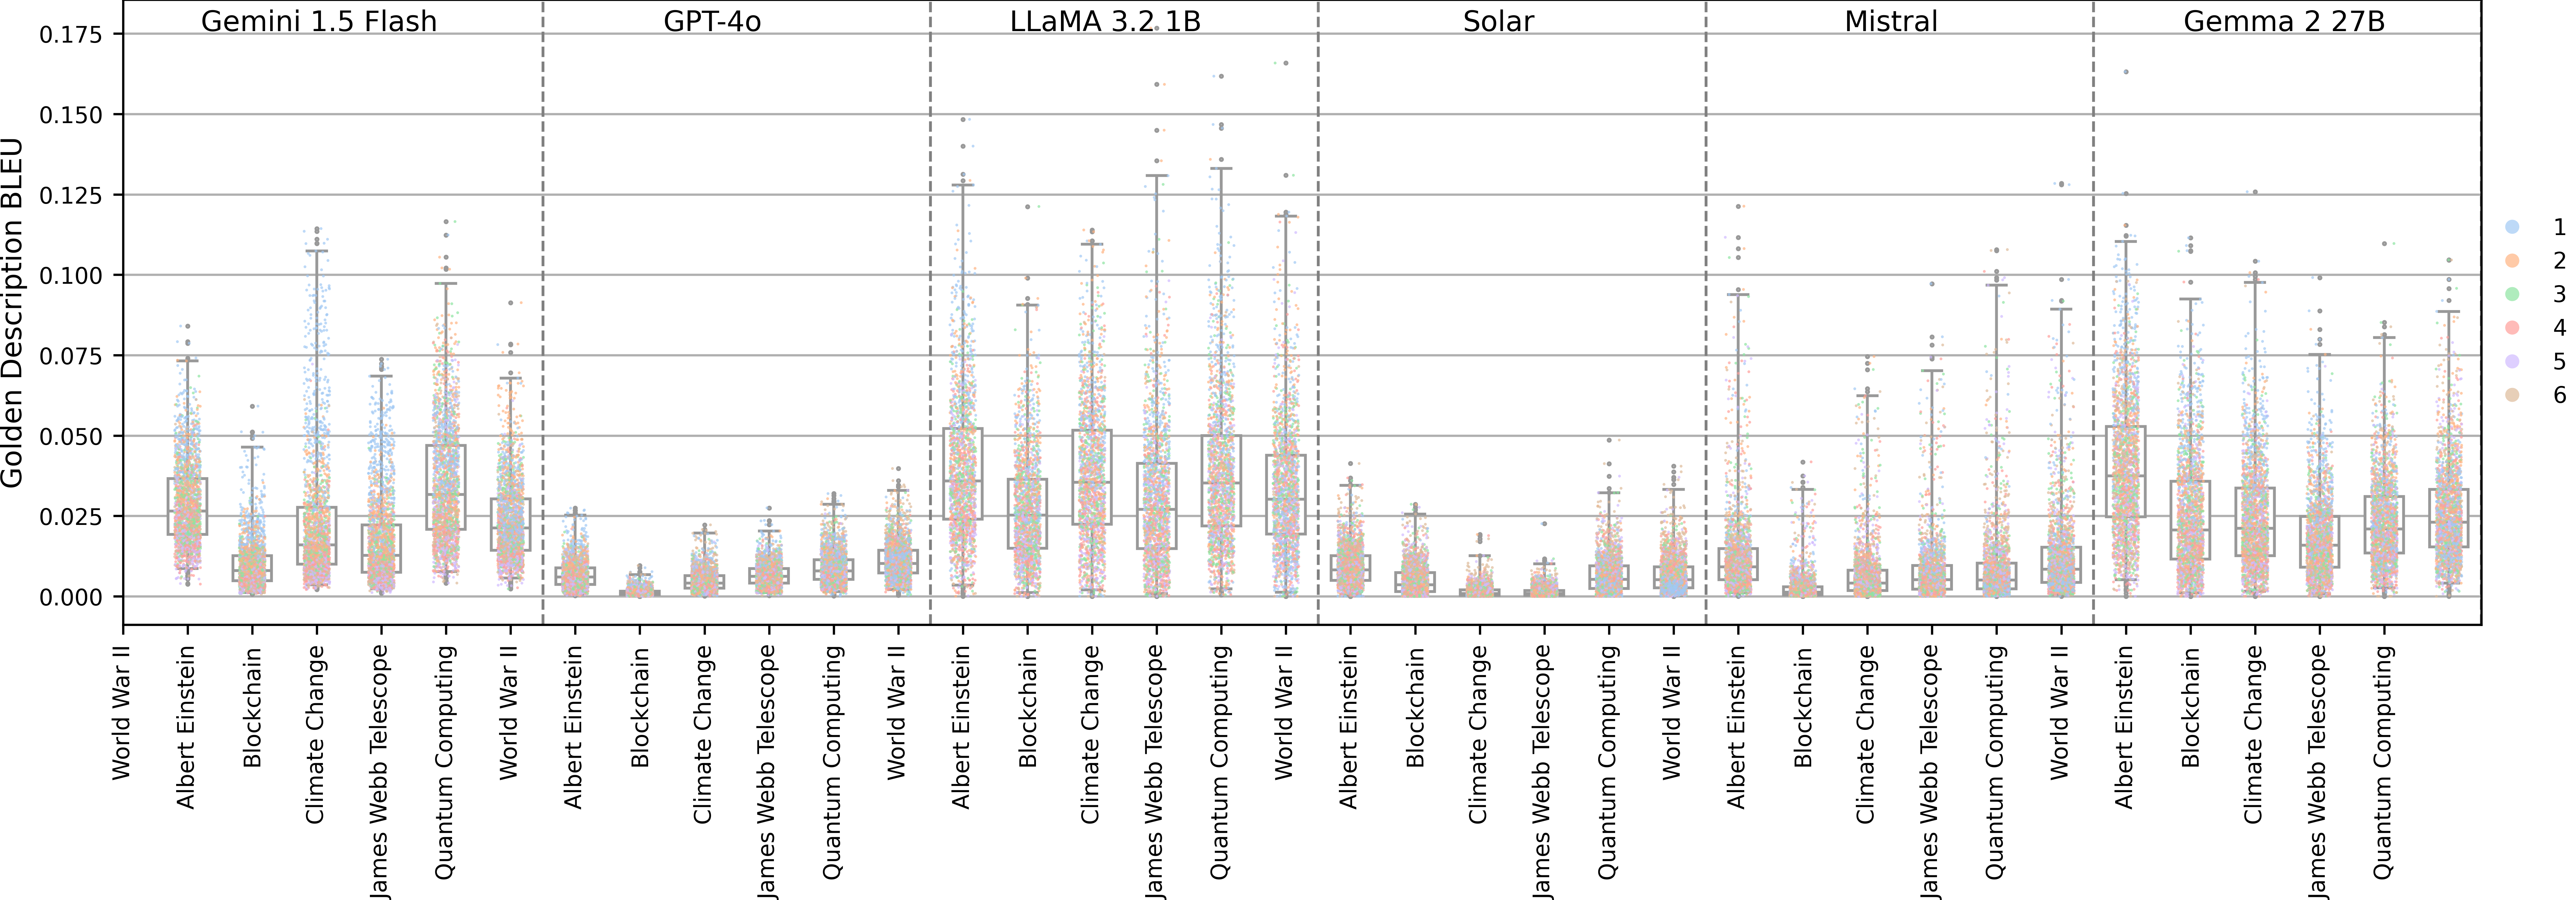 Gemini 1.5 Flash
GPT-4o
LLaMA 3.2 1B
Solar
Mistral
Gemma 2 27B
Golden Description BLEU
0.175
0.150
0.125
0.100
0.075
0.050
0.025
0.000
1
2
3
4
5
6
World War II
Albert Einstein
Blockchain
Climate Change
James Webb Telescope
Quantum Computing
World War II
Albert Einstein
Blockchain
Climate Change
James Webb Telescope
Quantum Computing
World War II
Albert Einstein
Blockchain
Climate Change
James Webb Telescope
Quantum Computing
World War II
Albert Einstein
Blockchain
Climate Change
James Webb Telescope
Quantum Computing
World War II
Albert Einstein
Blockchain
Climate Change
James Webb Telescope
Quantum Computing
World War II
Albert Einstein
Blockchain
Climate Change
James Webb Telescope
Quantum Computing